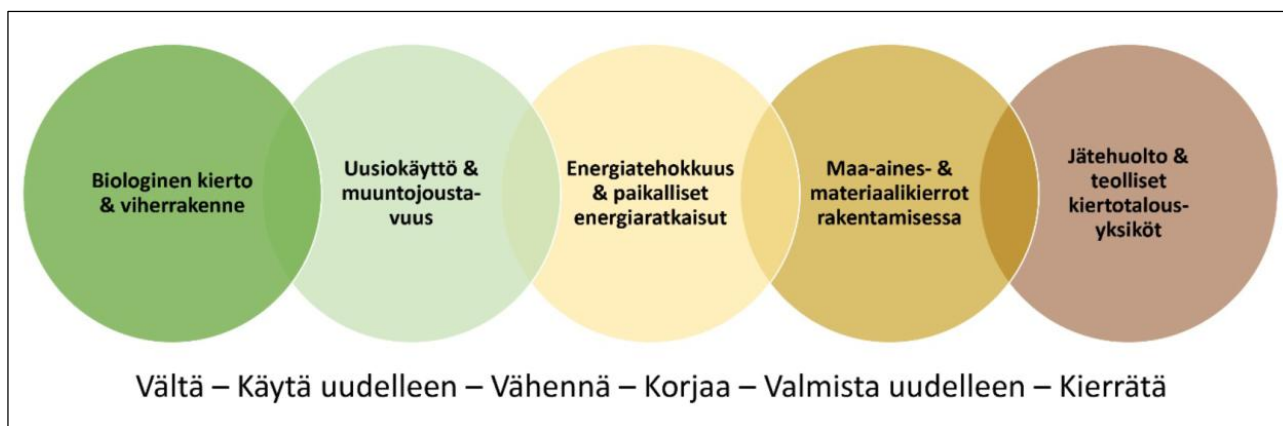 Biologinen kierto
& viherrakenne
Uusiokäyttö &
muuntojousta-
vuus
Energiatehokkuus
& paikalliset
energiaratkaisut
Maa-aines- &
materiaalikierrot
rakentamisessa
Jätehuolto &
teolliset
kiertotalous-
yksiköt
Vältä – Käytä uudelleen – Vähennä – Korjaa – Valmista uudelleen – Kierrätä